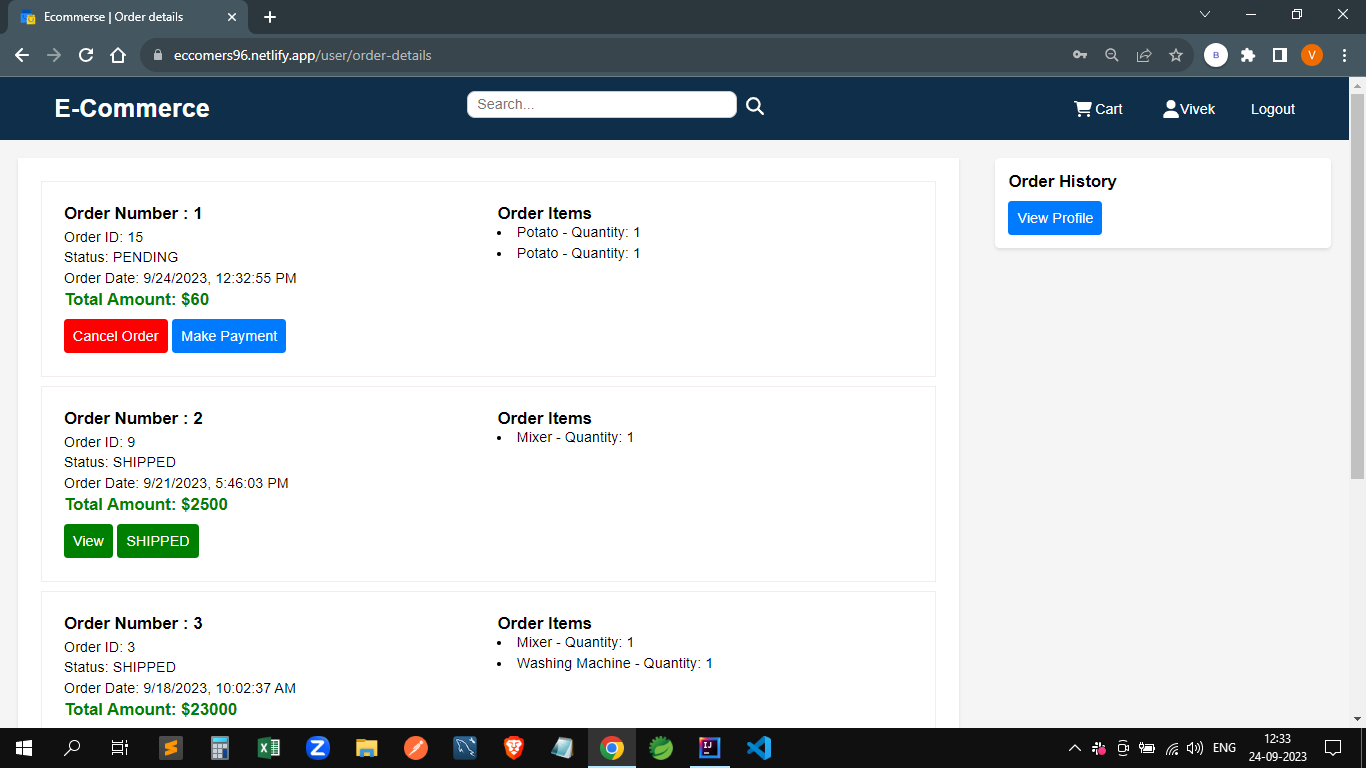 Ecommerse | Order details
eccomers96.netlify.app/user/order-details
B
V
E-Commerce
Search...
Cart
Vivek
Logout
Order Number : 1
Order ID: 15
Status: PENDING
Order Date: 9/24/2023, 12:32:55 PM
Total Amount: $60
Cancel Order
Make Payment
Order Items
Potato - Quantity: 1
Potato - Quantity: 1
Order History
View Profile
Order Number : 2
Order ID: 9
Status: SHIPPED
Order Date: 9/21/2023, 5:46:03 PM
Total Amount: $2500
View
SHIPPED
Order Items
Mixer - Quantity: 1
Order Number : 3
Order ID: 3
Status: SHIPPED
Order Date: 9/18/2023, 10:02:37 AM
Total Amount: $23000
Order Items
Mixer - Quantity: 1
Washing Machine - Quantity: 1
ENG
12:33
24-09-2023